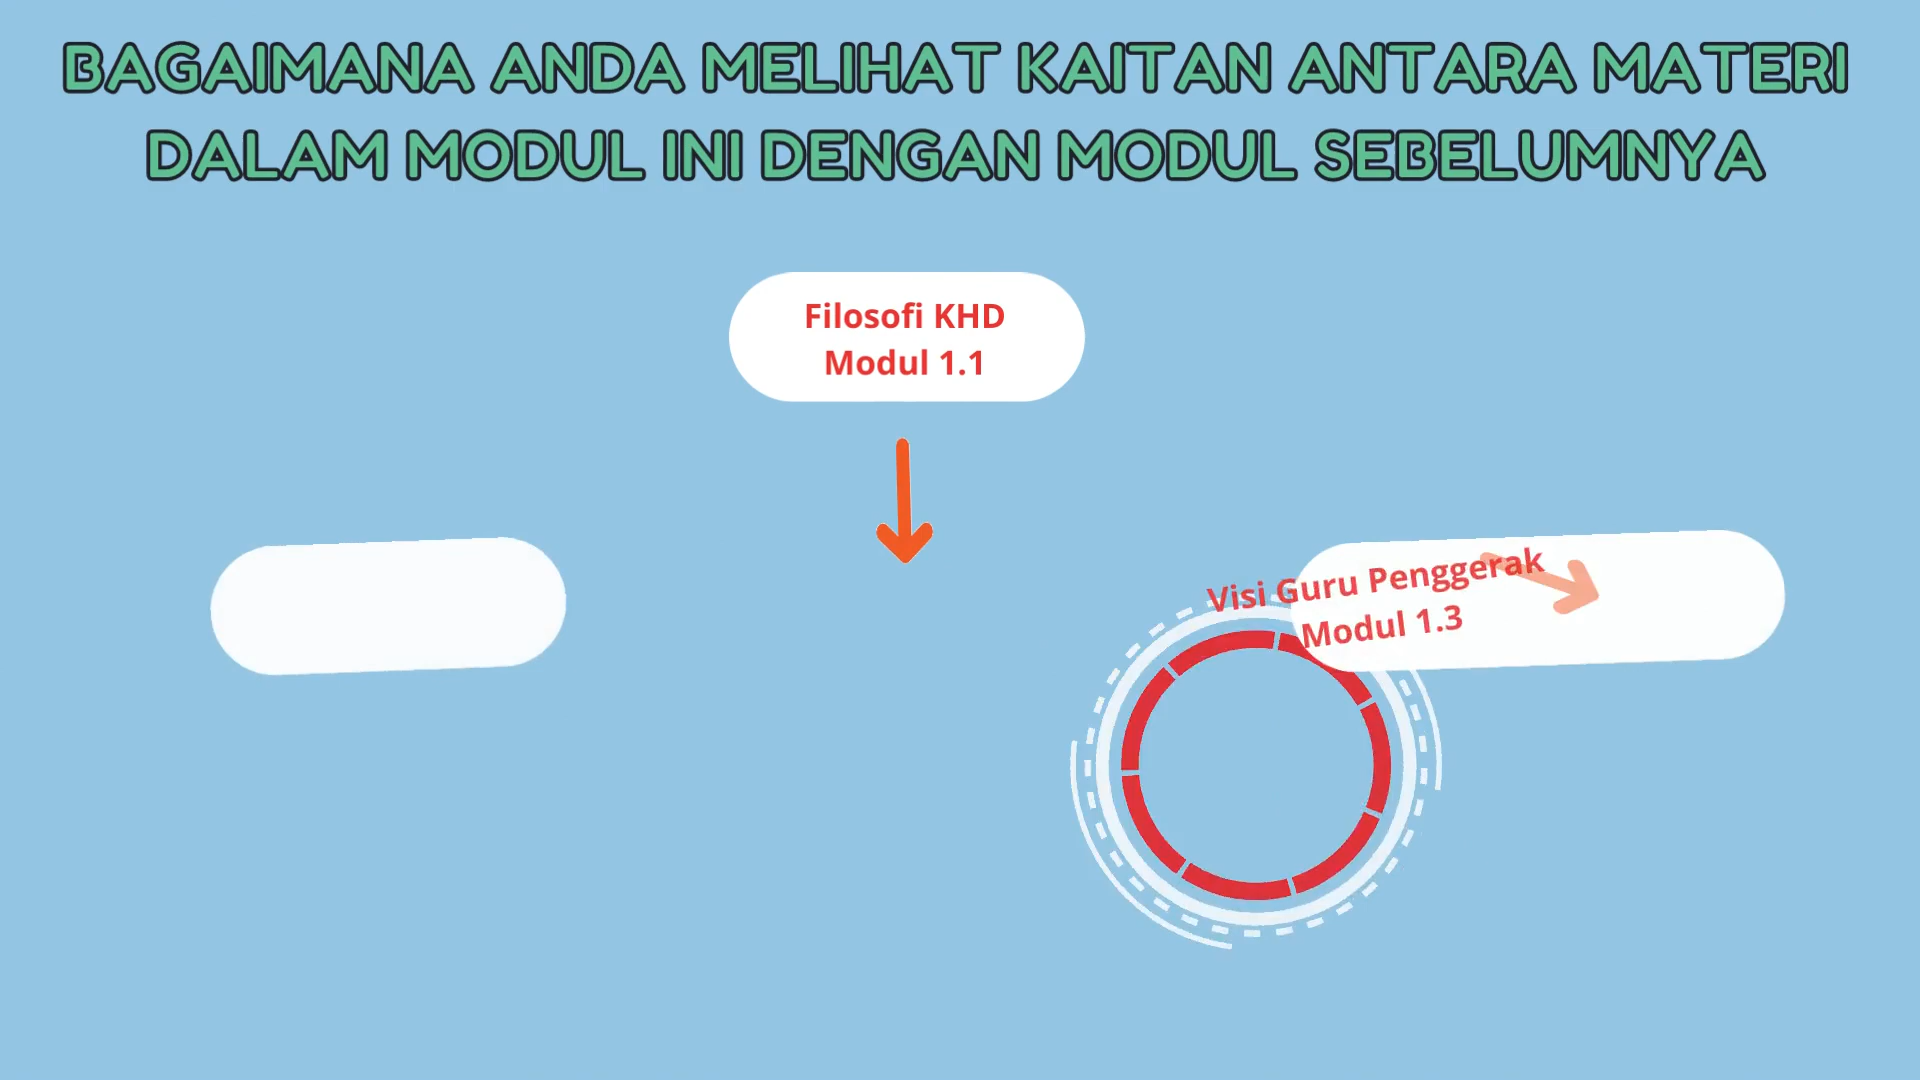 BAGAIMANA ANDA MELIHAT KAITAN ANTARA MATERI
DALAM MODUL INI DENGAN MODUL SEBELUMNYA
Filosofi KHD
Modul 1.1
Visi Guru Penggerak
Modul 1.3